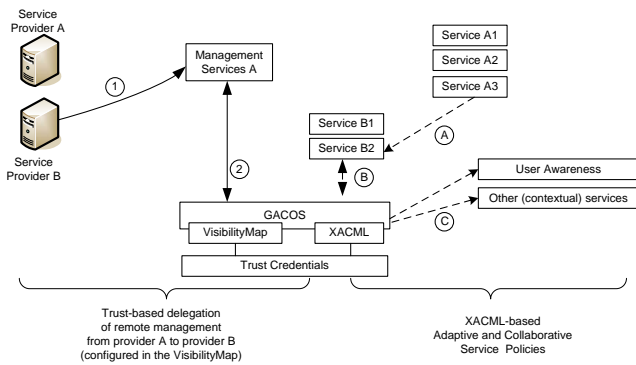 Service
Provider A
Service
Provider B
1
Management
Services A
2
Service A1
Service A2
Service A3
A
Service B1
Service B2
B
User Awareness
Other (contextual) services
C
GACOS
VisibilityMap
XACML
Trust Credentials
Trust-based delegation
of remote management
from provider A to provider B
(configured in the VisibilityMap)
XACML-based
Adaptive and Collaborative
Service Policies